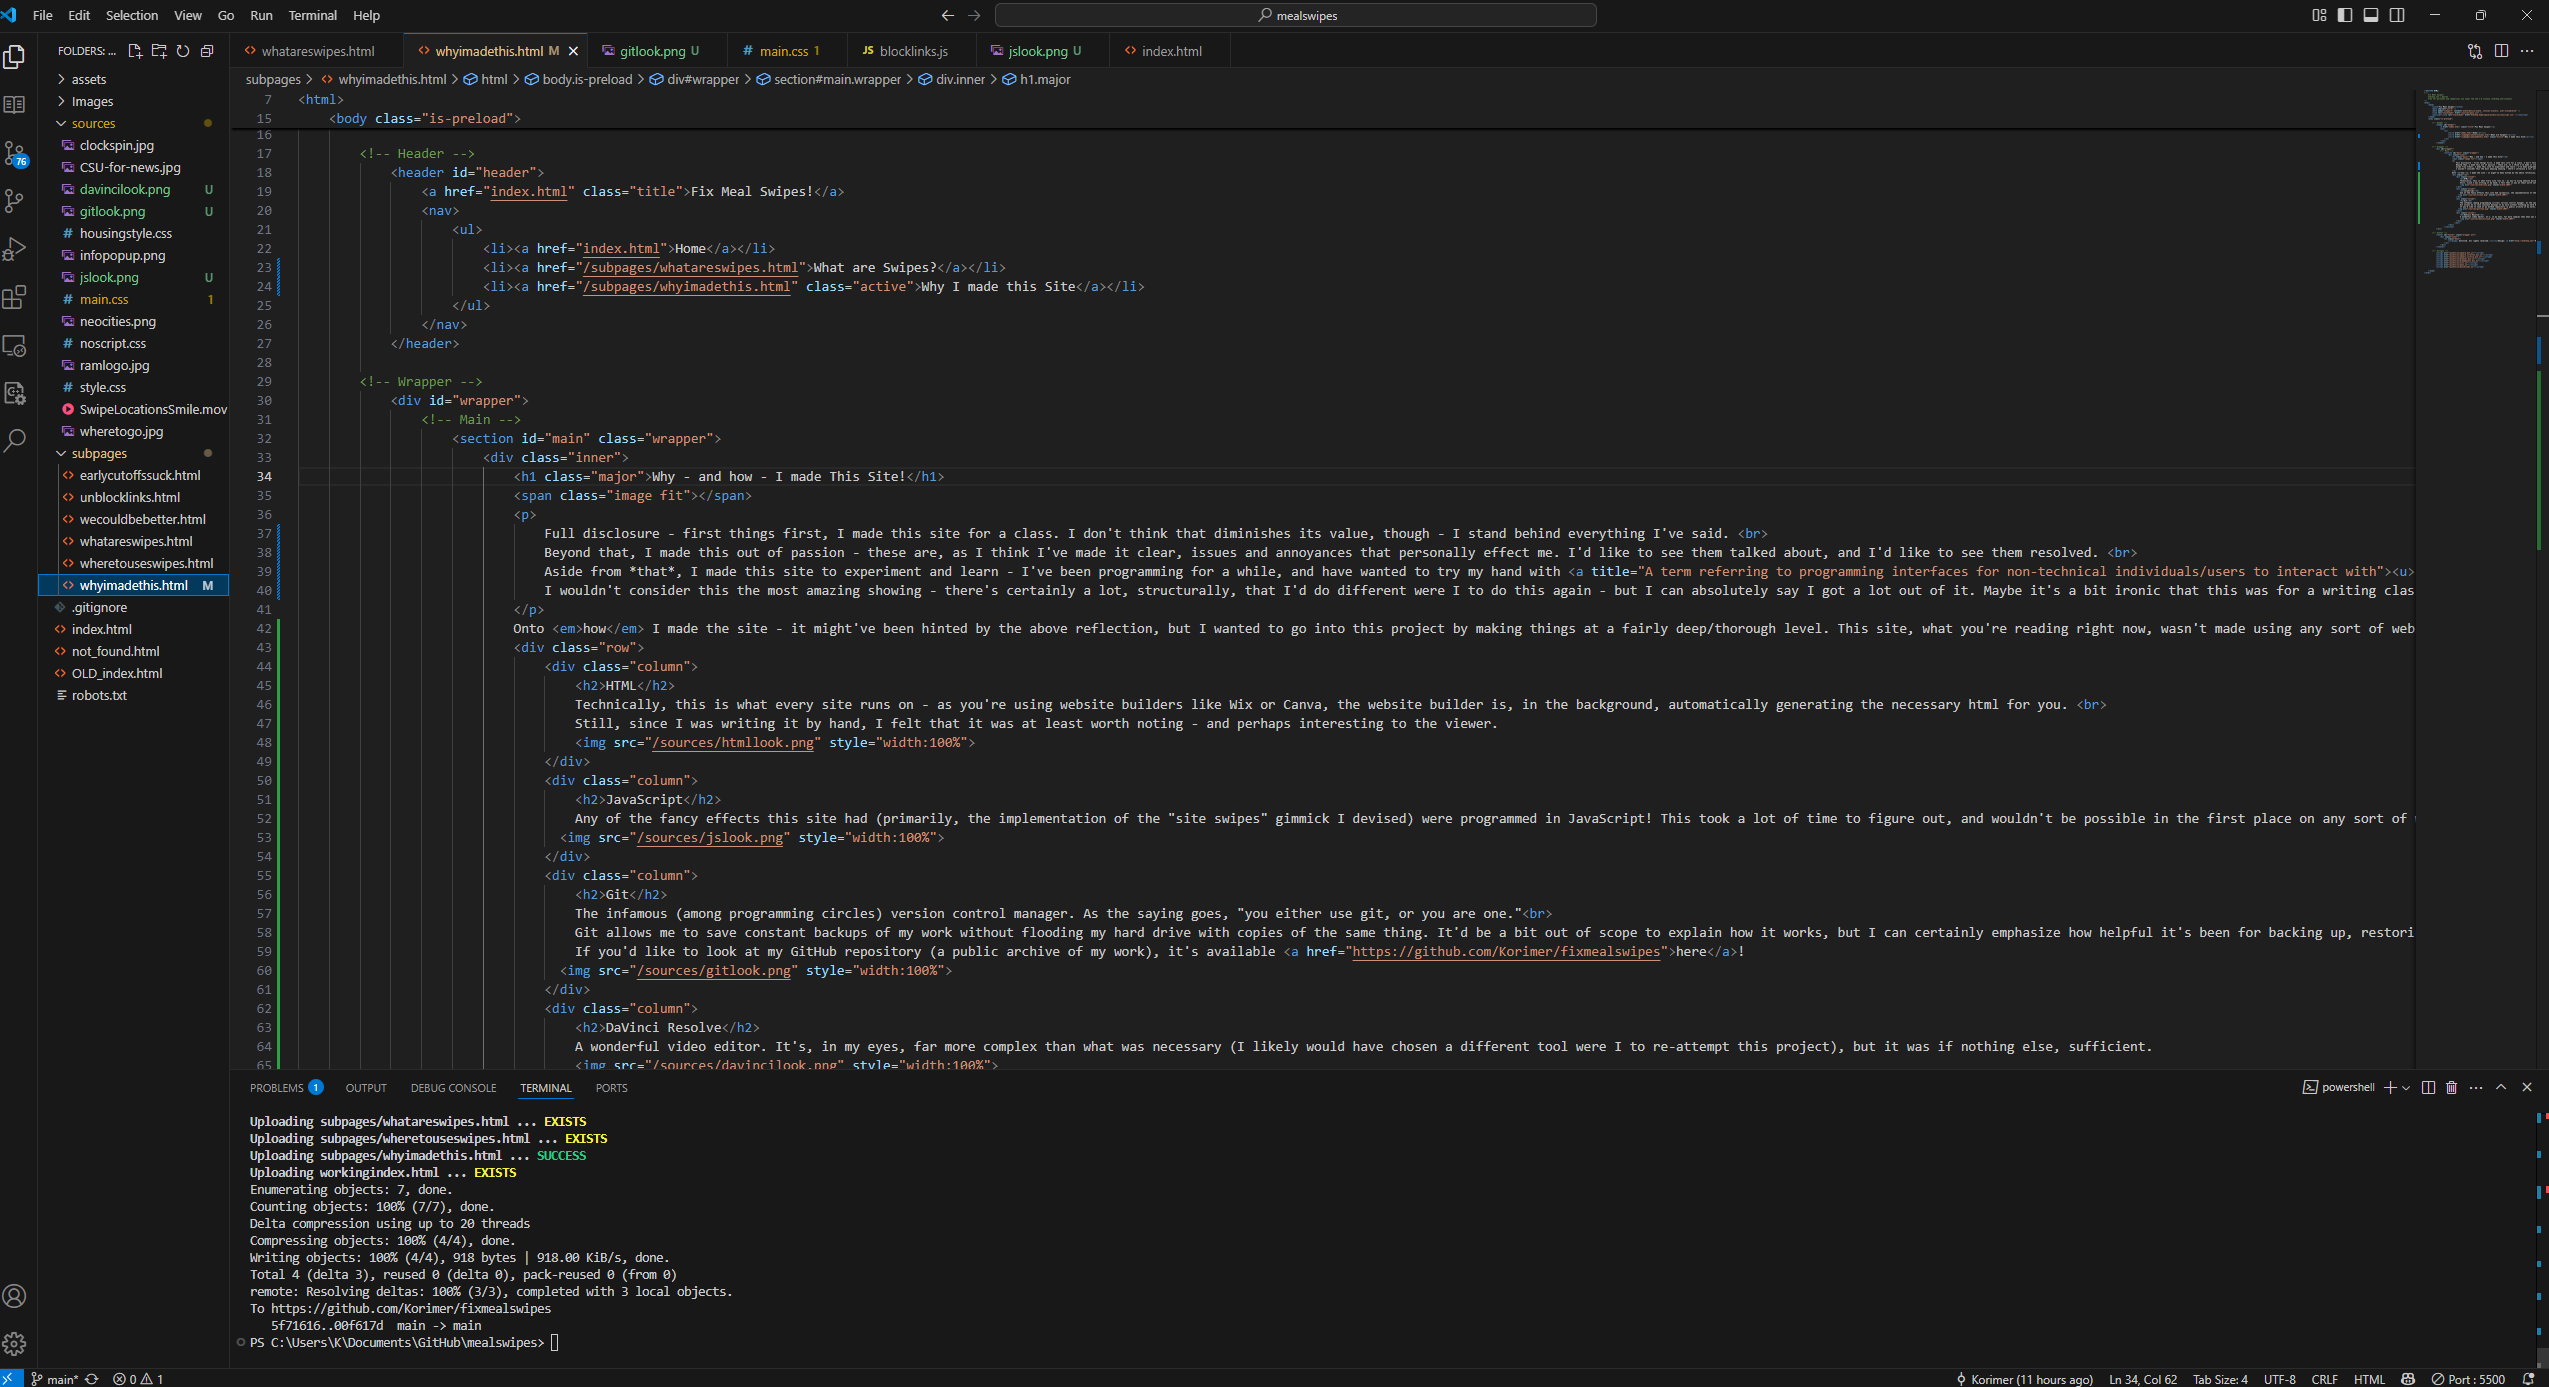 File Edit Selection View Go Run Terminal Help
mealswipes
FOLDERS: ...
assets
Images
sources
clockspin.jpg
CSU-for-news.jpg
davincilook.png U
gitlook.png U
housingstyle.css
infopopup.png
jslook.png U
main.css 1
neocities.png
noscript.css
ramlogo.jpg
style.css
SwipeLocationsSmile.mov
wheretogo.jpg
subpages
earlycutoffssuck.html
unblocklinks.html
wecouldbebetter.html
whatareswipes.html
wheretouseswipes.html
whyimadethis.html M
.gitignore
index.html
not_found.html
OLD_index.html
robots.txt
76
whatareswipes.html whyimadethis.html M gitlook.png U main.css 1 JS blocklinks.js jslook.png U index.html
subpages > whyimadethis.html > html > body.is-preload > div#wrapper > section#main.wrapper > div.inner > h1.major
7 <html>
15 <body class="is-preload">
16
17 <!-- Header -->
18 <header id="header">
19 <a href="index.html" class="title">Fix Meal Swipes!</a>
20 <nav>
21 <ul>
22 <li><a href="index.html">Home</a></li>
23 <li><a href="/subpages/whatareswipes.html">What are Swipes?</a></li>
24 <li><a href="/subpages/whyimadethis.html" class="active">Why I made this Site</a></li>
25 </ul>
26 </nav>
27 </header>
28
29 <!-- Wrapper -->
30 <div id="wrapper">
31 <!-- Main -->
32 <section id="main" class="wrapper">
33 <div class="inner">
34 <h1 class="major">Why - and how - I made This Site!</h1>
35 <span class="image fit"></span>
36 <p>
37 Full disclosure - first things first, I made this site for a class. I don't think that diminishes its value, though - I stand behind everything I've said. <br>
38 Beyond that, I made this out of passion - these are, as I think I've made it clear, issues and annoyances that personally effect me. I'd like to see them talked about, and I'd like to see them resolved. <br>
39 Aside from *that*, I made this site to experiment and learn - I've been programming for a while, and have wanted to try my hand with <a title="A term referring to programming interfaces for non-technical individuals/users to interact with"><u>
40 I wouldn't consider this the most amazing showing - there's certainly a lot, structurally, that I'd do different were I to do this again - but I can absolutely say I got a lot out of it. Maybe it's a bit ironic that this was for a writing clas
41 </p>
42 Onto <em>how</em> I made the site - it might've been hinted by the above reflection, but I wanted to go into this project by making things at a fairly deep/thorough level. This site, what you're reading right now, wasn't made using any sort of web
43 <div class="row">
44 <div class="column">
45 <h2>HTML</h2>
46 Technically, this is what every site runs on - as you're using website builders like Wix or Canva, the website builder is, in the background, automatically generating the necessary html for you. <br>
47 Still, since I was writing it by hand, I felt that it was at least worth noting - and perhaps interesting to the viewer.
48 <img src="/sources/htmllook.png" style="width:100%">
49 </div>
50 <div class="column">
51 <h2>JavaScript</h2>
52 Any of the fancy effects this site had (primarily, the implementation of the "site swipes" gimmick I devised) were programmed in JavaScript! This took a lot of time to figure out, and wouldn't be possible in the first place on any sort of
53 <img src="/sources/jslook.png" style="width:100%">
54 </div>
55 <div class="column">
56 <h2>Git</h2>
57 The infamous (among programming circles) version control manager. As the saying goes, "you either use git, or you are one."<br>
58 Git allows me to save constant backups of my work without flooding my hard drive with copies of the same thing. It'd be a bit out of scope to explain how it works, but I can certainly emphasize how helpful it's been for backing up, restori
59 If you'd like to look at my GitHub repository (a public archive of my work), it's available <a href="https://github.com/Korimer/fixmealswipes">here</a>!
60 <img src="/sources/gitlook.png" style="width:100%">
61 </div>
62 <div class="column">
63 <h2>DaVinci Resolve</h2>
64 A wonderful video editor. It's, in my eyes, far more complex than what was necessary (I likely would have chosen a different tool were I to re-attempt this project), but it was if nothing else, sufficient.
65 <img src="/sources/davincilook.png" style="width:100%">
PROBLEMS 1 OUTPUT DEBUG CONSOLE TERMINAL PORTS
powershell
Uploading subpages/whatareswipes.html ... EXISTS
Uploading subpages/wheretouseswipes.html ... EXISTS
Uploading subpages/whyimadethis.html ... SUCCESS
Uploading workingindex.html ... EXISTS
Enumerating objects: 7, done.
Counting objects: 100% (7/7), done.
Delta compression using up to 20 threads
Compressing objects: 100% (4/4), done.
Writing objects: 100% (4/4), 918 bytes | 918.00 KiB/s, done.
Total 4 (delta 3), reused 0 (delta 0), pack-reused 0 (from 0)
remote: Resolving deltas: 100% (3/3), completed with 3 local objects.
To https://github.com/Korimer/fixmealswipes
5f71616..00f617d main -> main
PS C:\Users\K\Documents\GitHub\mealswipes>
main* 0 1
Korimer (11 hours ago) Ln 34, Col 62 Tab Size: 4 UTF-8 CRLF HTML Port : 5500